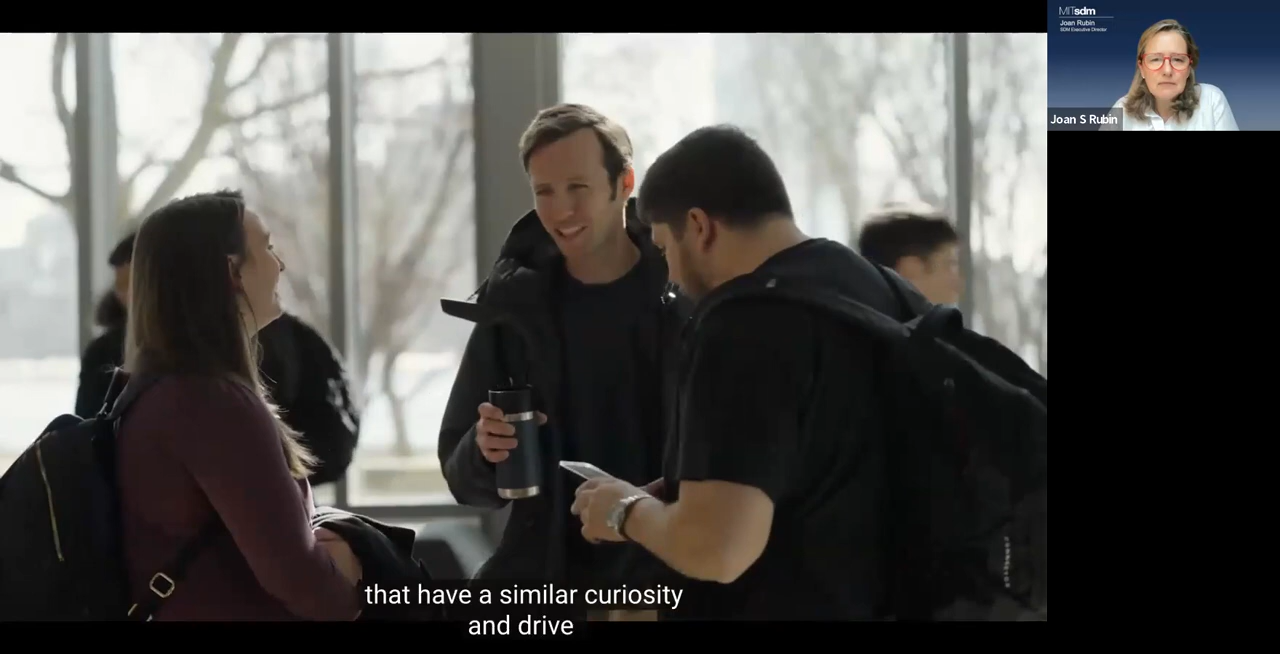 MITsdm
Joan Rubin
SDM Executive Director
Joan S Rubin
that have a similar curiosity
and drive